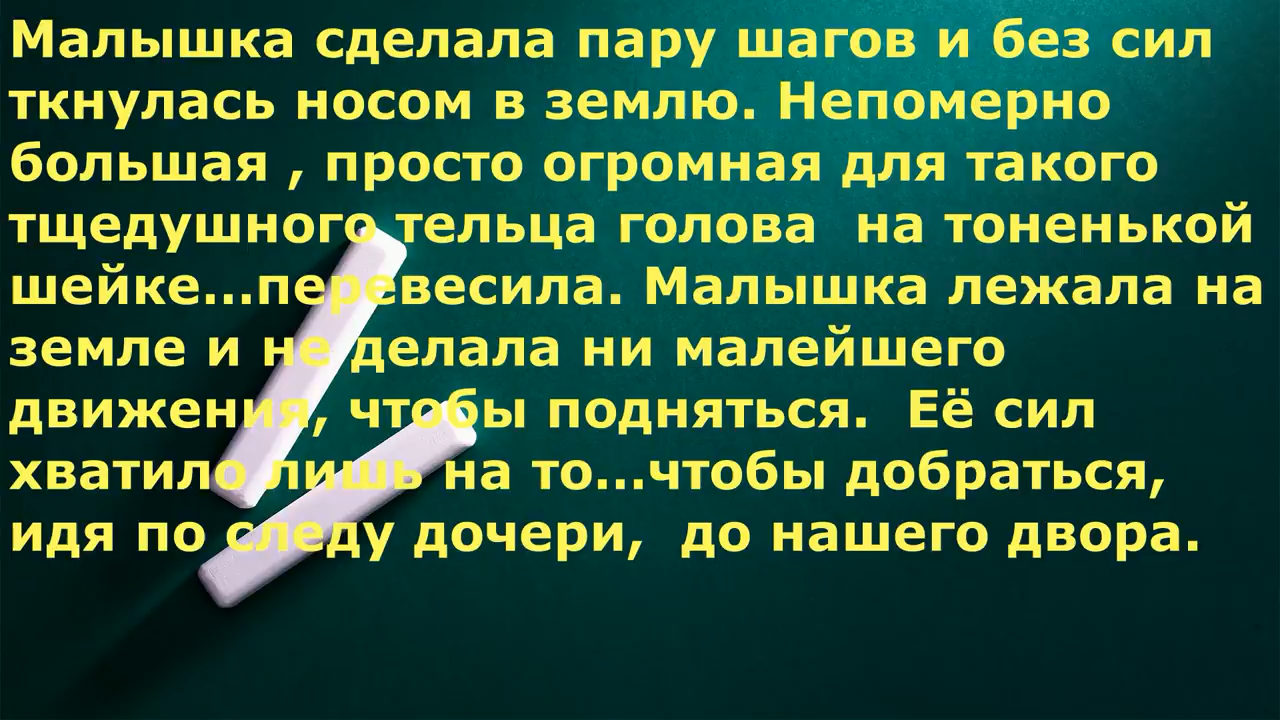 Малышка сделала пару шагов и без сил
ткнулась носом в землю. Непомерно
большая , просто огромная для такого
тщедушного тельца голова  на тоненькой
шейке...перевесила. Малышка лежала на
земле и не делала ни малейшего
движения, чтобы подняться.  Её сил
хватило лишь на то...чтобы добраться,
идя по следу дочери,  до нашего двора.